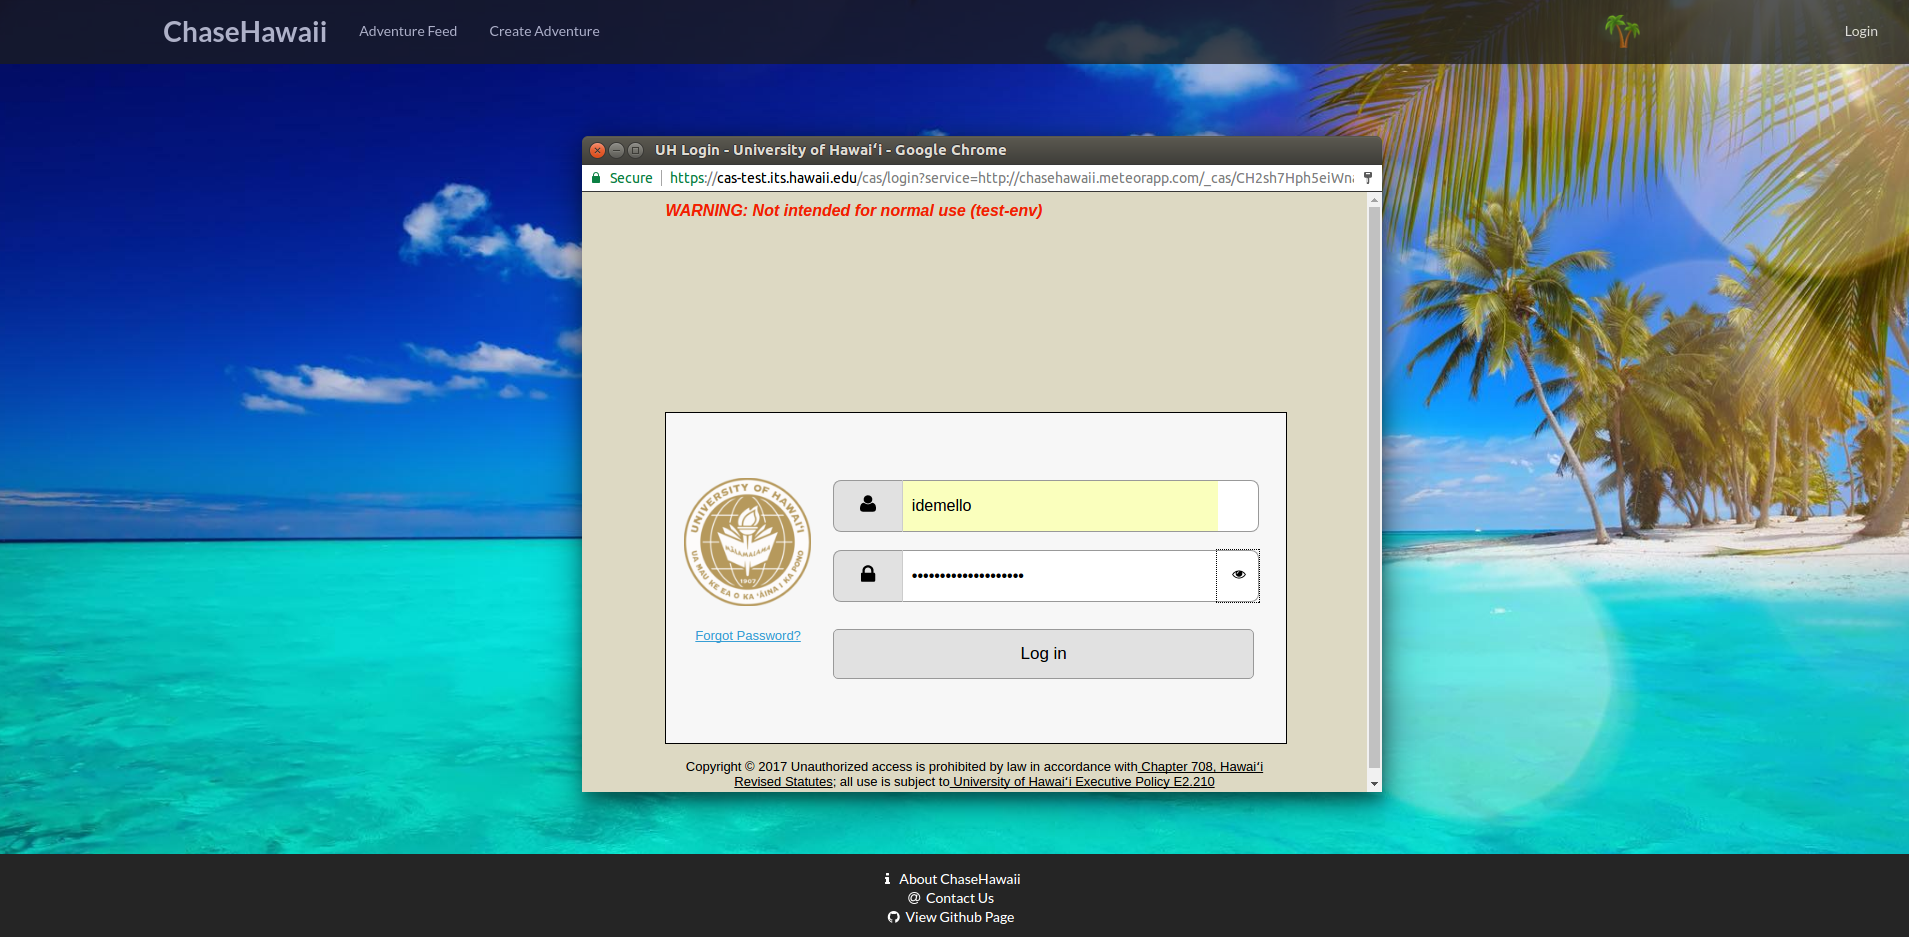 ChaseHawaii Adventure Feed Create Adventure Login
UH Login - University of Hawaiʻi - Google Chrome
Secure https://cas-test.its.hawaii.edu/cas/login?service=http://chasehawaii.meteorapp.com/_cas/CH2sh7Hph5eiWn
WARNING: Not intended for normal use (test-env)
UNIVERSITY OF HAWAIʻI
UA MAU KE EA O KA ʻĀINA I KA PONO
1907
idemello
••••••••••••••••••••
Forgot Password?
Log in
Copyright © 2017 Unauthorized access is prohibited by law in accordance with Chapter 708, Hawaiʻi
Revised Statutes; all use is subject to University of Hawaiʻi Executive Policy E2.210
About ChaseHawaii
@ Contact Us
View Github Page